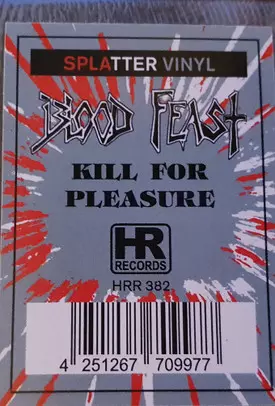 SPLATTER VINYL
BLOOD FEAST
KILL FOR
PLEASURE
HR
RECORDS
HRR 382
4 251267 709977